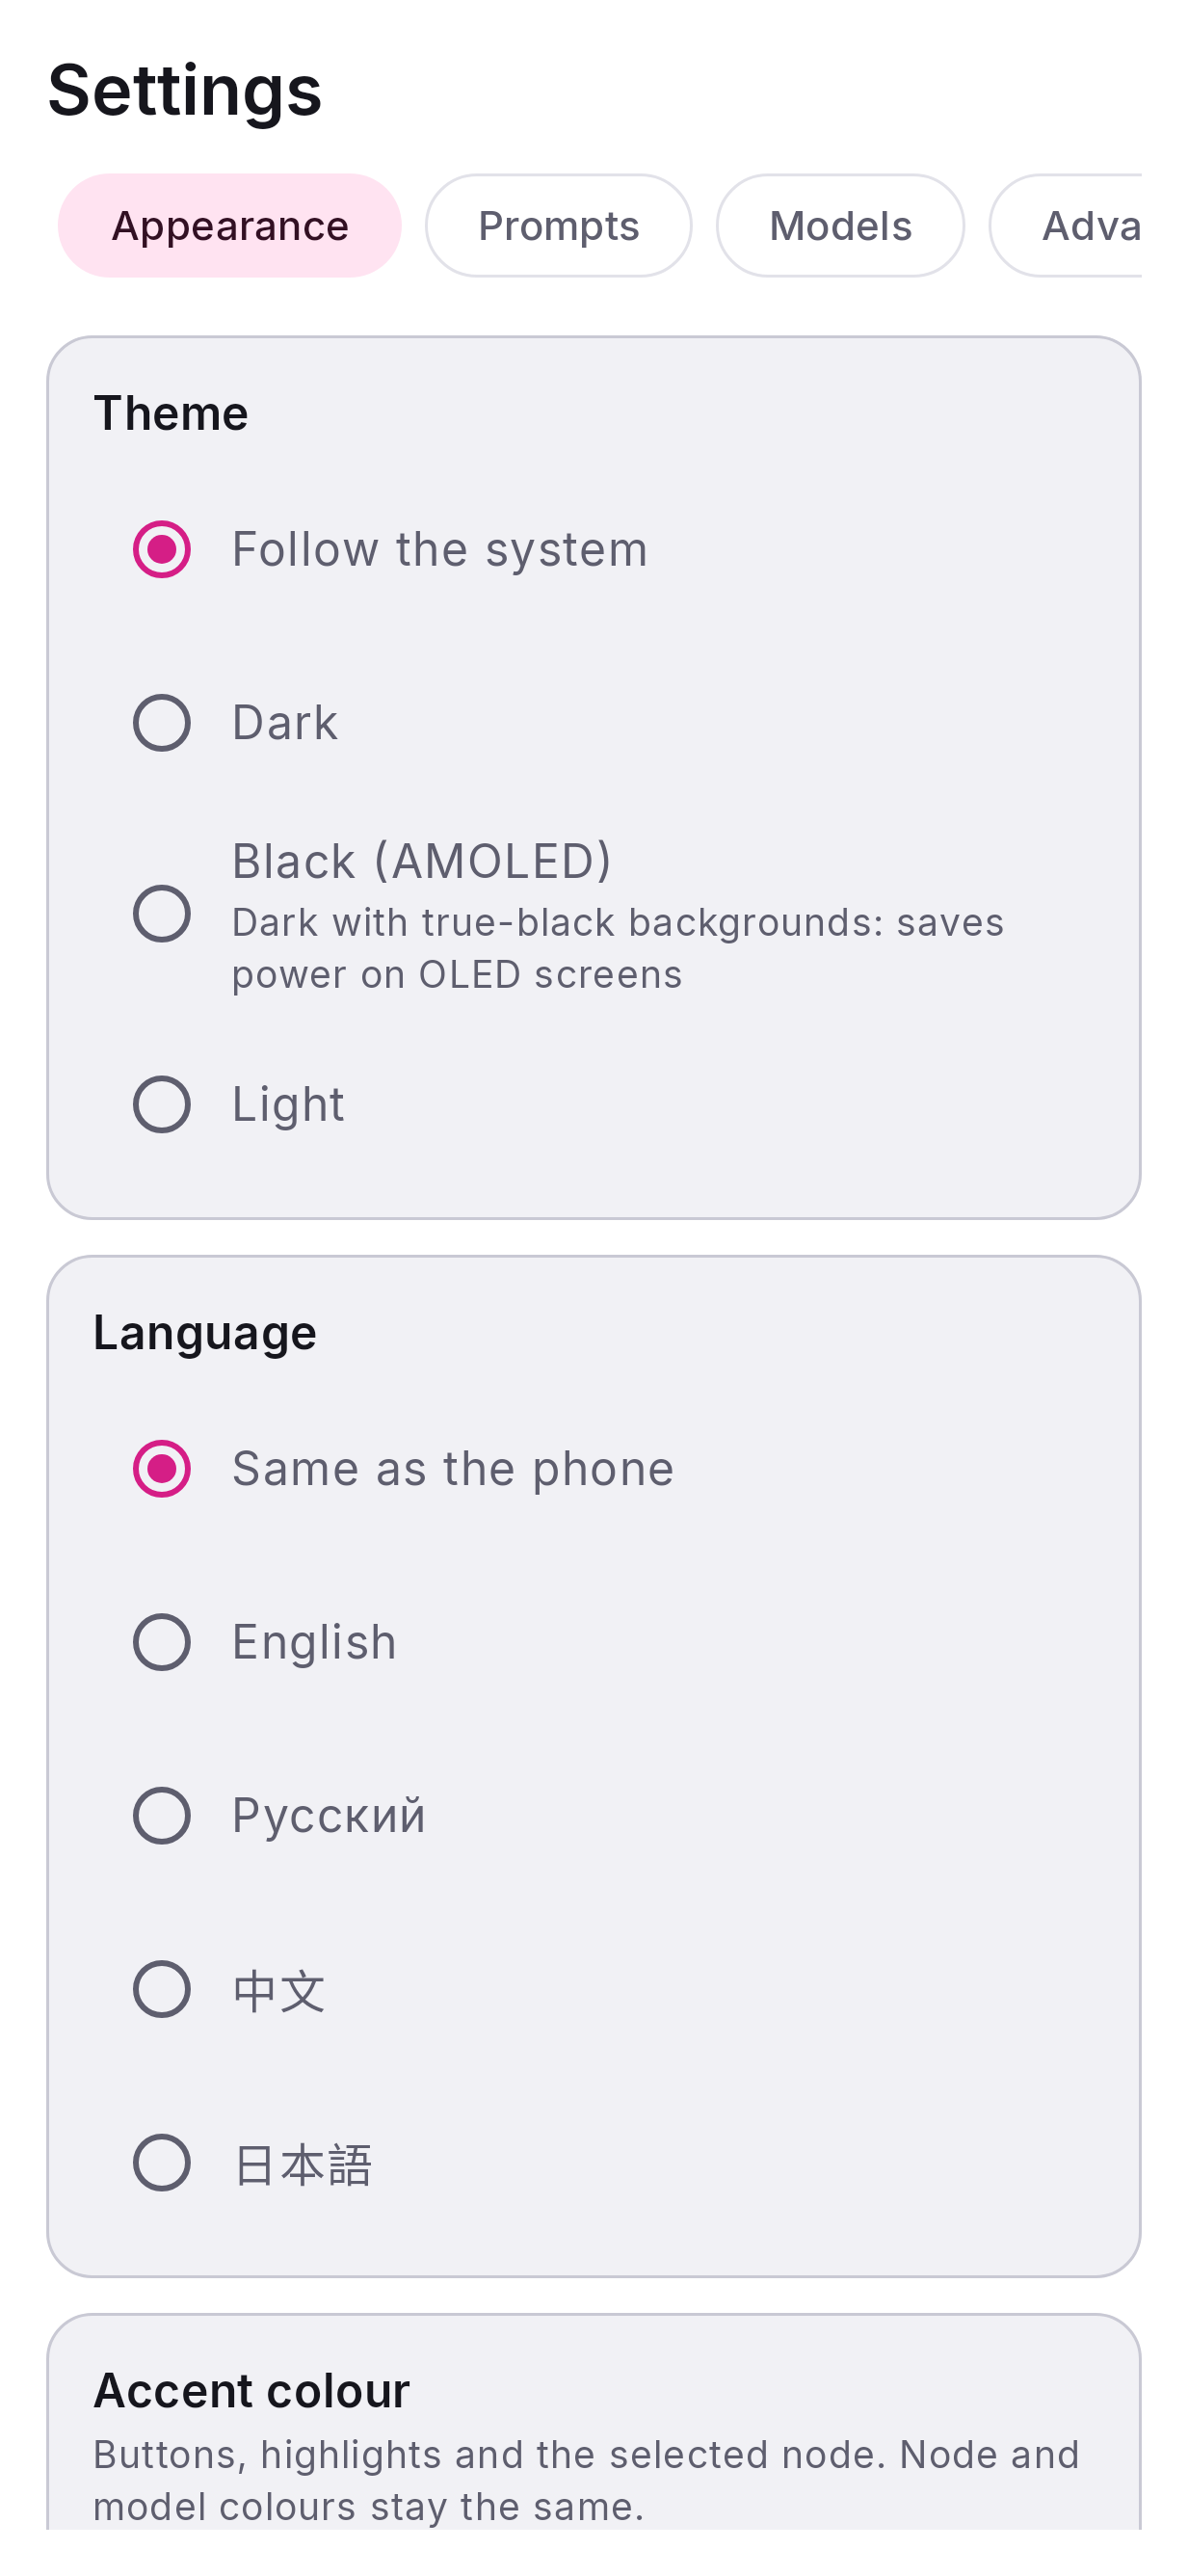 Settings
Appearance Prompts Models Adva
Theme
Follow the system
Dark
Black (AMOLED)
Dark with true-black backgrounds: saves
power on OLED screens
Light
Language
Same as the phone
English
Русский
中文
日本語
Accent colour
Buttons, highlights and the selected node. Node and
model colours stay the same.